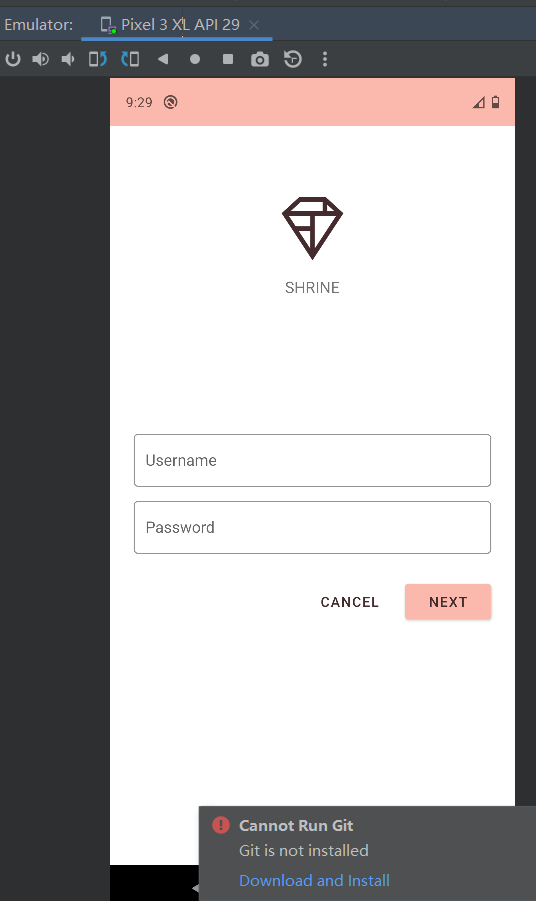 Emulator: Pixel 3 XL API 29
9:29
SHRINE
Username
Password
CANCEL NEXT
Cannot Run Git
Git is not installed
Download and Install